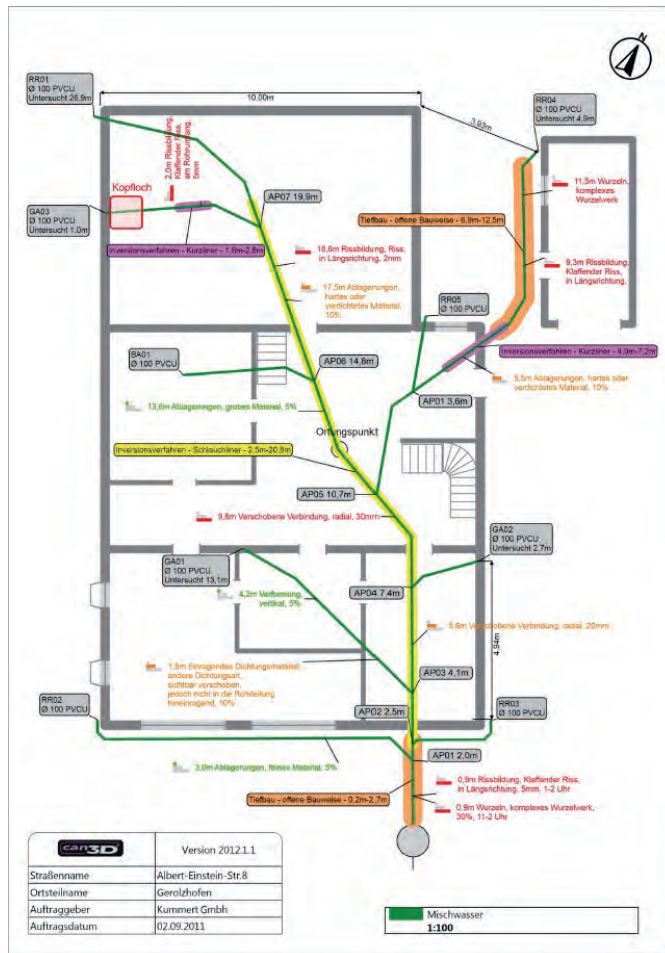 N
RR01
Ø 100 PVCU
Untersucht 26,9m
10.00m
3.93m
RR04
Ø 100 PVCU
Untersucht 4,9m
2,0m Rissbildung,
Klaffender Riss,
am Rohrumfang,
5mm
Kopfloch
AP07 19,9m
GA03
Ø 100 PVCU
Untersucht 1,0m
Inversionsverfahren - Kurzliner - 1,8m-2,8m
11,5m Wurzeln,
komplexes
Wurzelwerk
Tiefbau - offene Bauweise - 6,9m-12,5m
18,6m Rissbildung, Riss,
in Längsrichtung, 2mm
9,3m Rissbildung,
Klaffender Riss,
in Längsrichtung,
17,5m Ablagerungen,
hartes oder
verdichtetes Material,
10%
RR05
Ø 100 PVCU
BA01
Ø 100 PVCU
AP06 14,8m
Inversionsverfahren - Kurzliner - 4,9m-7,2m
5,5m Ablagerungen, hartes oder
verdichtetes Material, 10%
AP01 3,6m
13,6m Ablagerungen, grobes Material, 5%
Ortungspunkt
Inversionsverfahren - Schlauchliner - 2,5m-20,8m
AP05 10,7m
9,8m Verschobene Verbindung, radial, 30mm
GA02
Ø 100 PVCU
Untersucht 2,7m
GA01
Ø 100 PVCU
Untersucht 13,1m
AP04 7,4m
4,2m Verformung,
vertikal, 5%
5,6m Verschobene Verbindung, radial, 20mm
4.94m
1,5m Einragendes Dichtungsmaterial,
andere Dichtungsart,
sichtbar verschoben,
jedoch nicht in die Rohrleitung
hineinragend, 10%
AP03 4,1m
RR02
Ø 100 PVCU
AP02 2,5m
RR03
Ø 100 PVCU
AP01 2,0m
3,0m Ablagerungen, feines Material, 5%
0,9m Rissbildung, Klaffender Riss,
in Längsrichtung, 5mm, 1-2 Uhr
Tiefbau - offene Bauweise - 0,2m-2,7m
0,9m Wurzeln, komplexes Wurzelwerk,
30%, 11-2 Uhr
can3D
Version 2012.1.1
Straßenname Albert-Einstein-Str.8
Ortsteilname Gerolzhofen
Auftraggeber Kummert Gmbh
Auftragsdatum 02.09.2011
Mischwasser
1:100